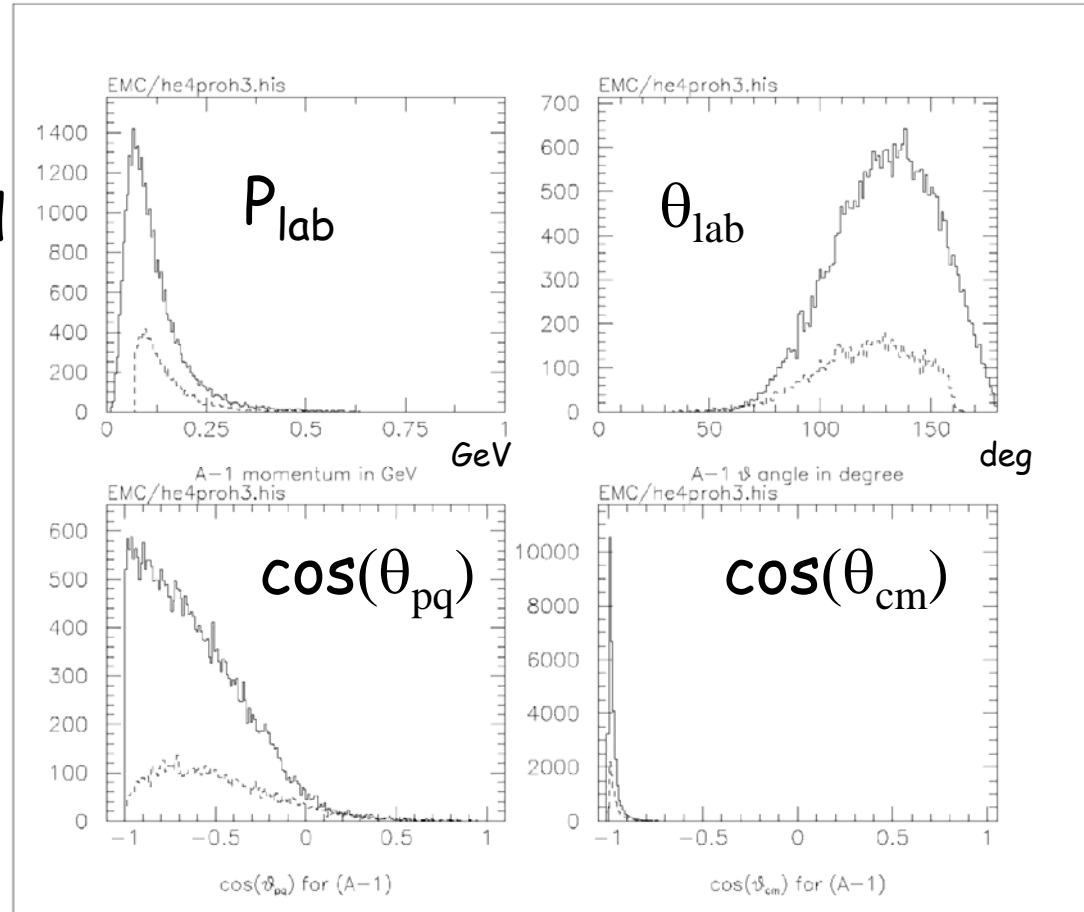 EMC/he4proh3.his
1400
1200
1000
800
600
400
200
0
P_lab
0 0.25 0.5 0.75 1
GeV
A-1 momentum in GeV
EMC/he4proh3.his
700
600
500
400
300
200
100
0
θ_lab
0 50 100 150
deg
A-1 ϑ angle in degree
EMC/he4proh3.his
600
500
400
300
200
100
0
cos(θ_pq)
-1 -0.5 0 0.5 1
cos(ϑ_pq) for (A-1)
EMC/he4proh3.his
10000
8000
6000
4000
2000
0
cos(θ_cm)
-1 -0.5 0 0.5 1
cos(ϑ_cm) for (A-1)